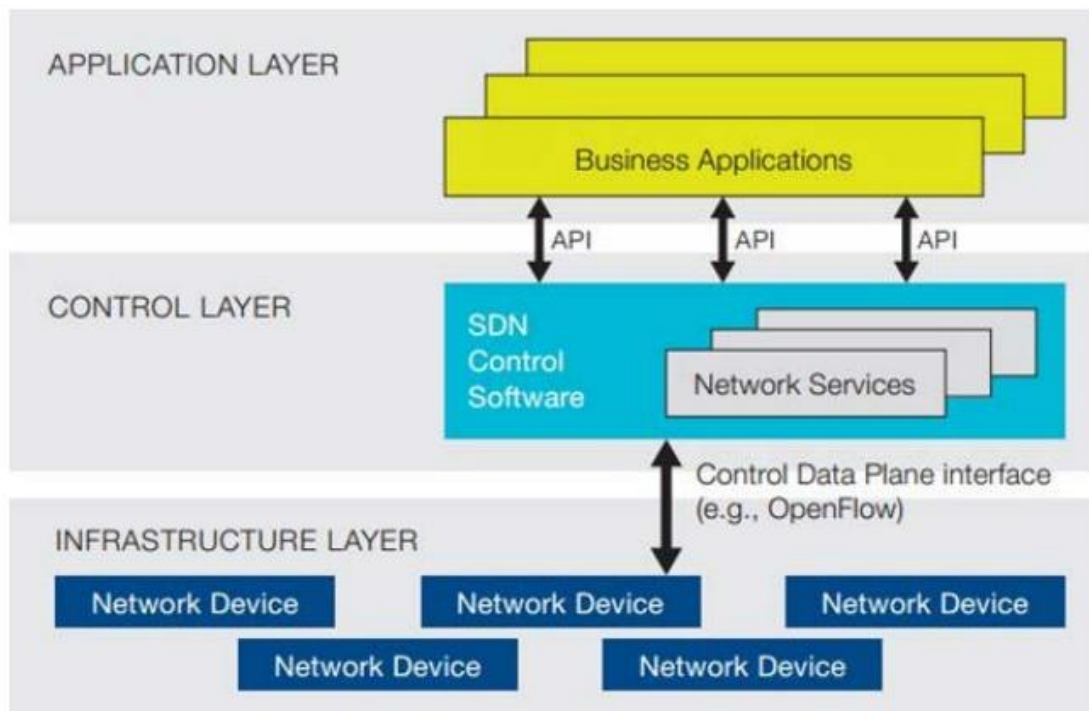 APPLICATION LAYER
Business Applications
API
API
API
CONTROL LAYER
SDN
Control
Software
Network Services
Control Data Plane interface
(e.g., OpenFlow)
INFRASTRUCTURE LAYER
Network Device
Network Device
Network Device
Network Device
Network Device